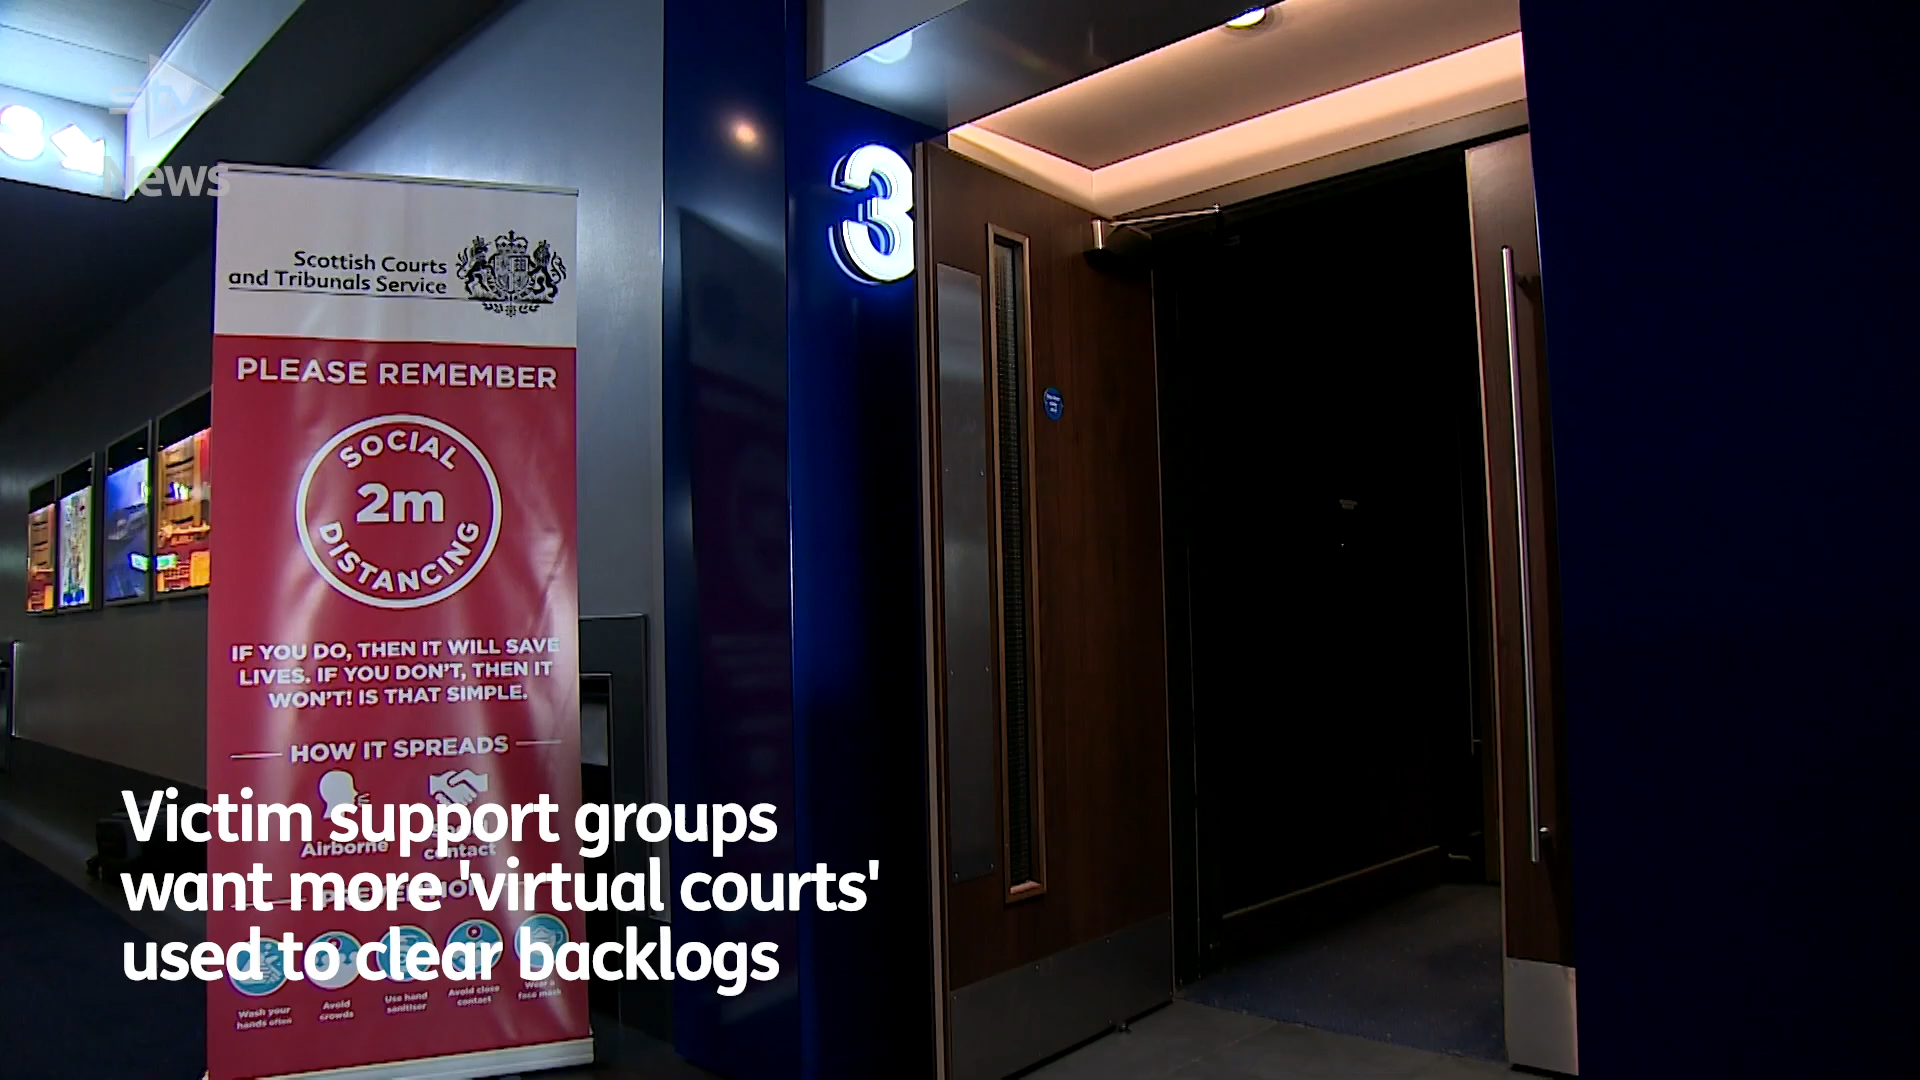 stv
News
3
3
Scottish Courts
and Tribunals Service
PLEASE REMEMBER
SOCIAL
2m
DISTANCING
IF YOU DO, THEN IT WILL SAVE
LIVES. IF YOU DON'T, THEN IT
WON'T! IS THAT SIMPLE.
HOW IT SPREADS
Airborne
contact
PREVENTION
Victim support groups
want more 'virtual courts'
used to clear backlogs
Wash your
hands often
Avoid
crowds
Use hand
sanitiser
Avoid close
contact
Wear a
face mask